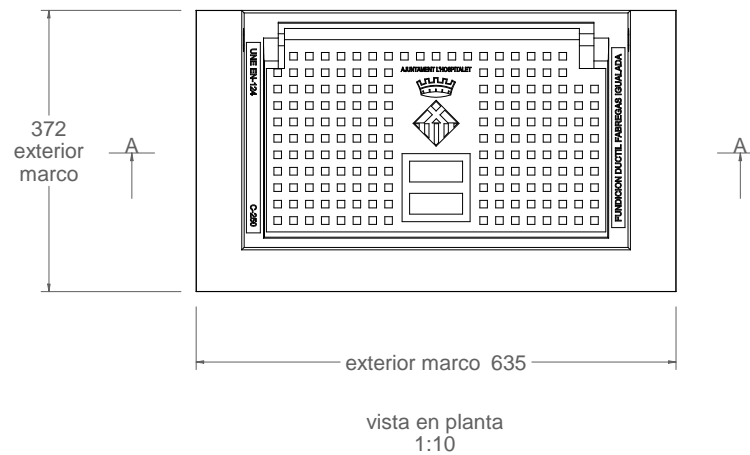 UNE EN-124
C-250
AJUNTAMENT L'HOSPITALET
FUNDICION DUCTIL FABREGAS IGUALADA
372
exterior
marco
A
A
exterior marco 635
vista en planta
1:10